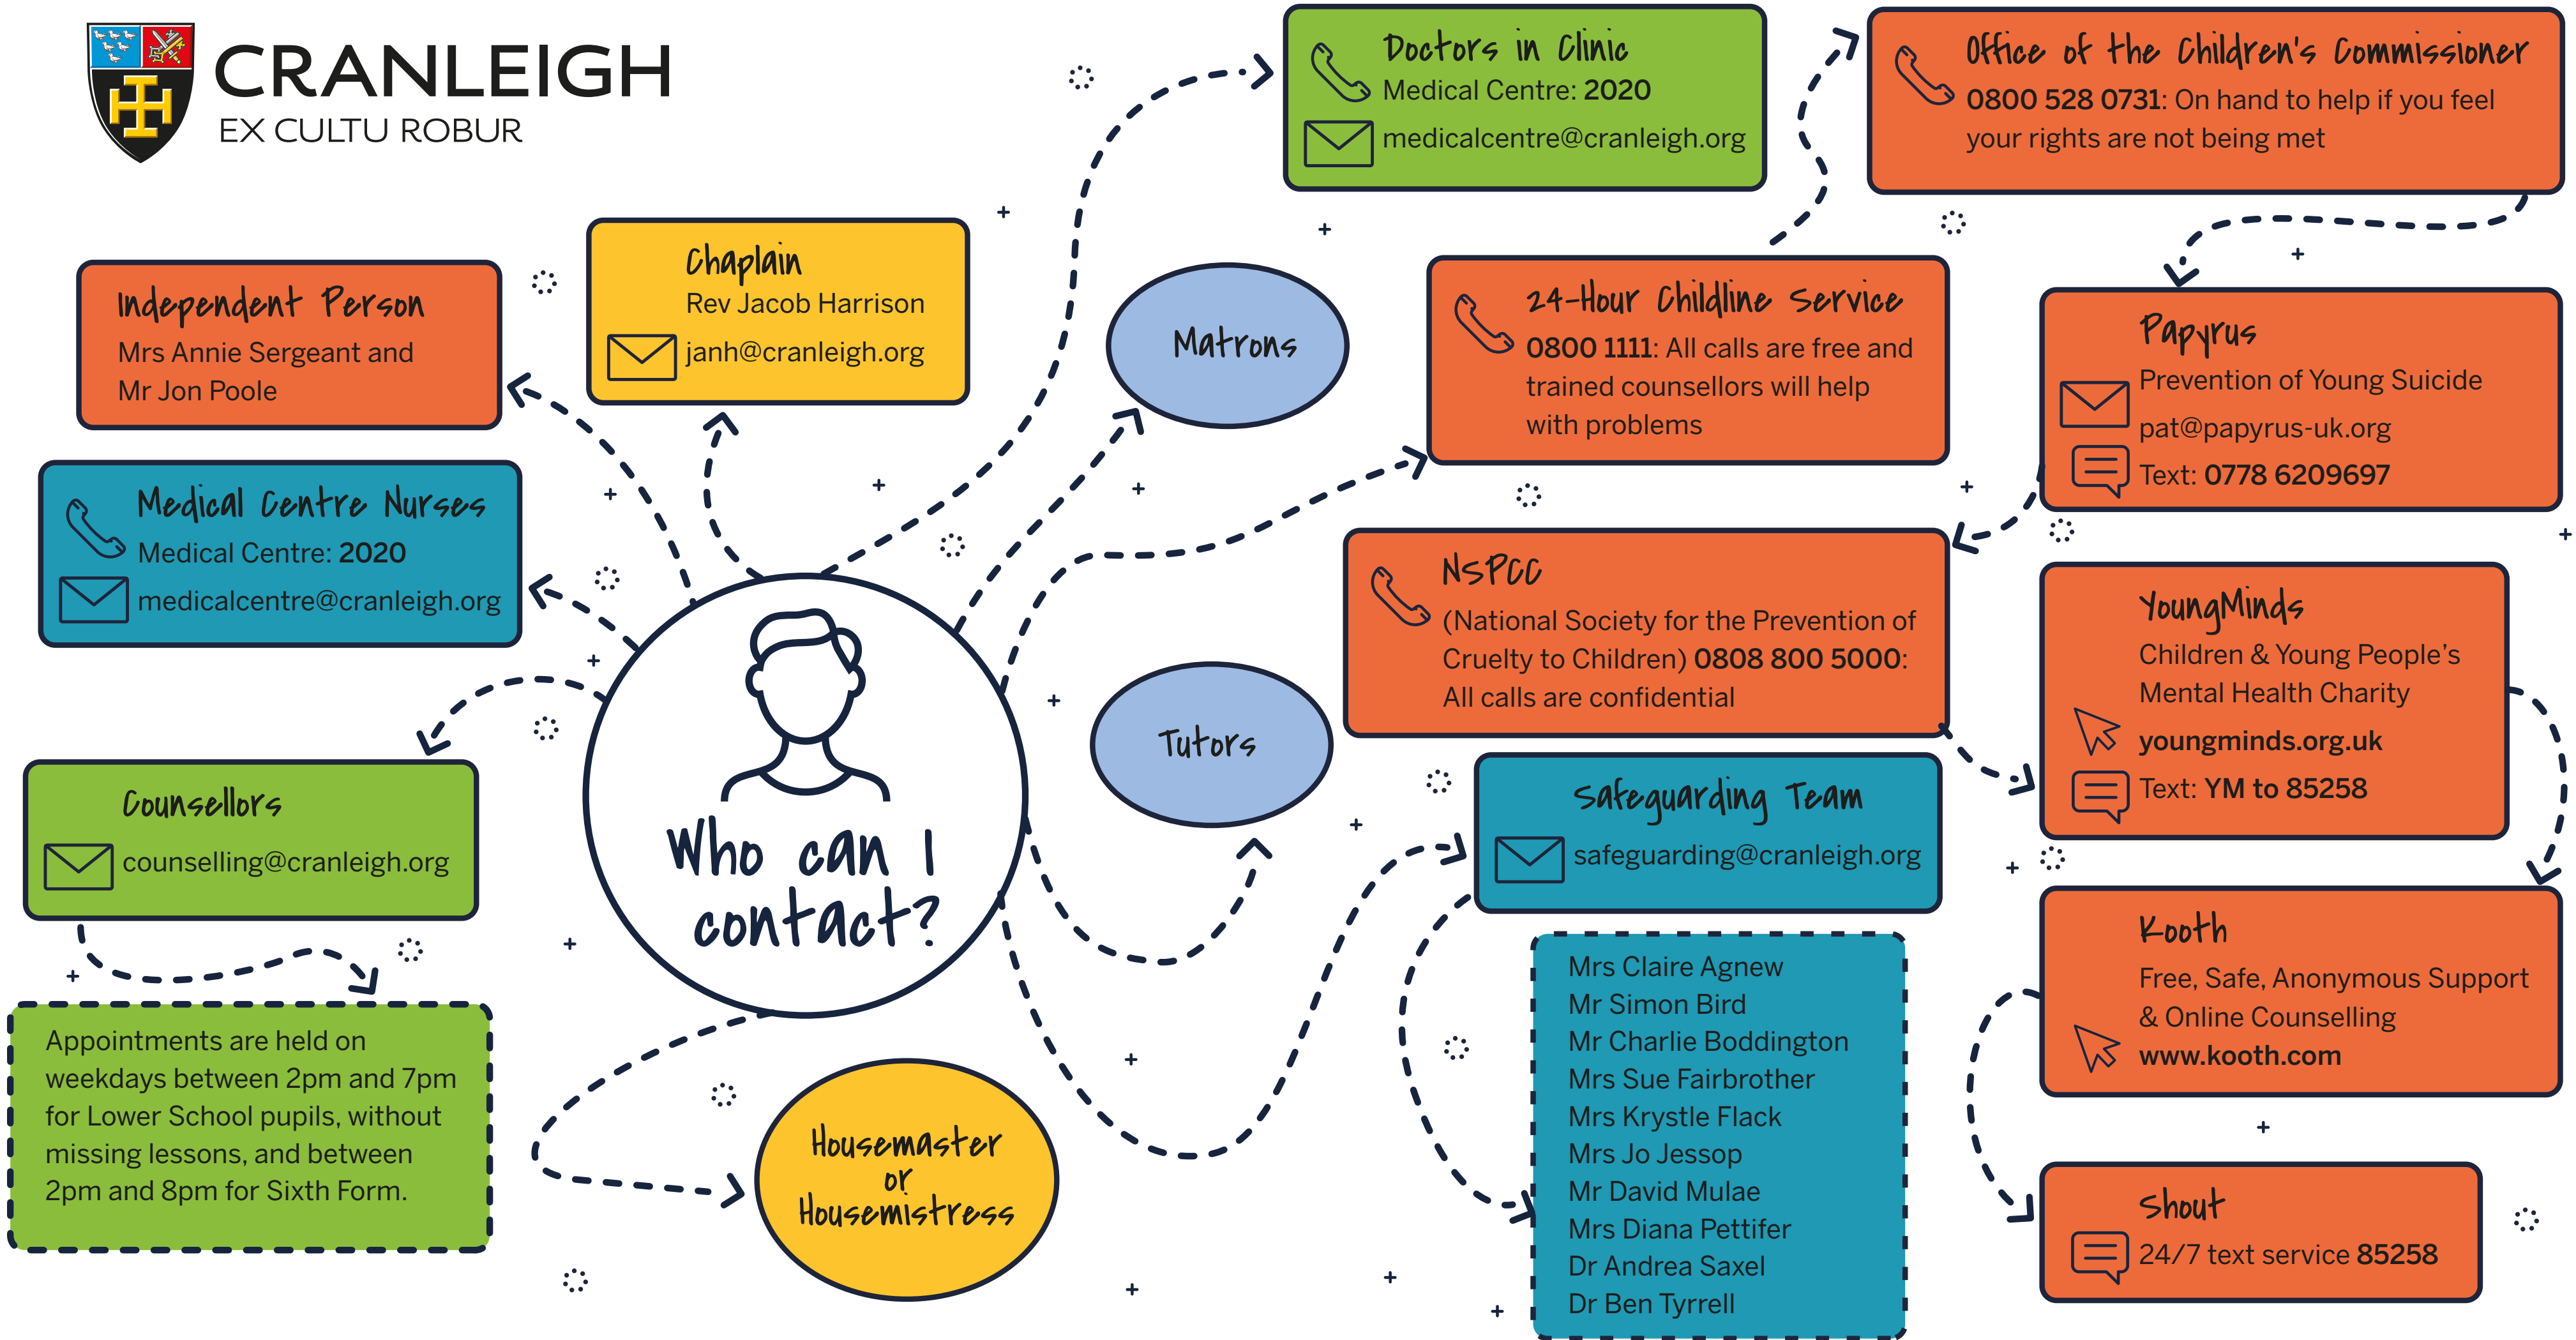 CRANLEIGH
EX CULTU ROBUR
Doctors in Clinic
Medical Centre: 2020
medicalcentre@cranleigh.org
Office of the Children's Commissioner
0800 528 0731: On hand to help if you feel
your rights are not being met
Independent Person
Mrs Annie Sergeant and
Mr Jon Poole
Chaplain
Rev Jacob Harrison
janh@cranleigh.org
Matrons
24-Hour Childline Service
0800 1111: All calls are free and
trained counsellors will help
with problems
Papyrus
Prevention of Young Suicide
pat@papyrus-uk.org
Text: 0778 6209697
Medical Centre Nurses
Medical Centre: 2020
medicalcentre@cranleigh.org
NSPCC
(National Society for the Prevention of
Cruelty to Children) 0808 800 5000:
All calls are confidential
YoungMinds
Children & Young People's
Mental Health Charity
youngminds.org.uk
Text: YM to 85258
Tutors
Counsellors
counselling@cranleigh.org
Who can I
contact?
Safeguarding Team
safeguarding@cranleigh.org
Kooth
Free, Safe, Anonymous Support
& Online Counselling
www.kooth.com
Appointments are held on
weekdays between 2pm and 7pm
for Lower School pupils, without
missing lessons, and between
2pm and 8pm for Sixth Form.
Housemaster
or
Housemistress
Mrs Claire Agnew
Mr Simon Bird
Mr Charlie Boddington
Mrs Sue Fairbrother
Mrs Krystle Flack
Mrs Jo Jessop
Mr David Mulae
Mrs Diana Pettifer
Dr Andrea Saxel
Dr Ben Tyrrell
Shout
24/7 text service 85258